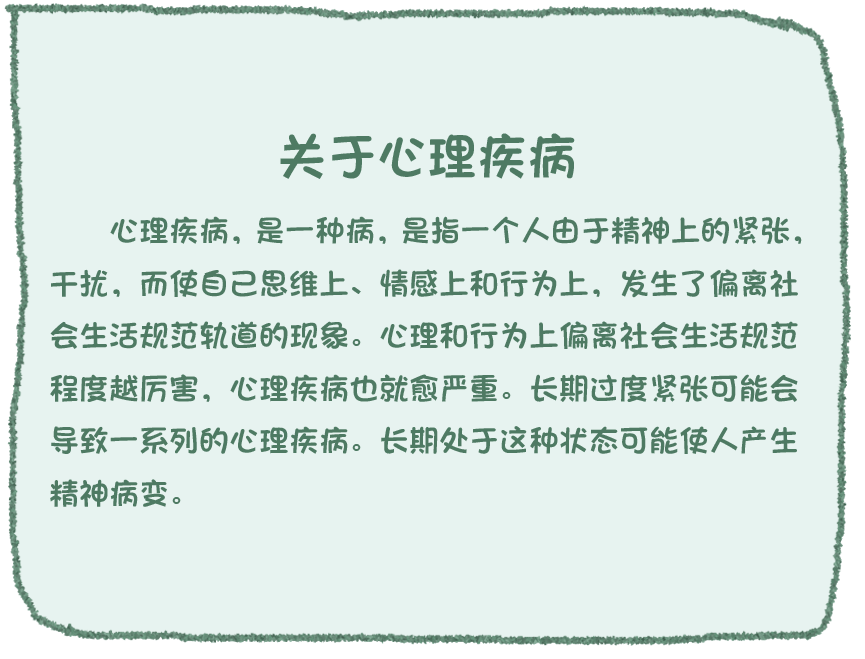 关于心理疾病
心理疾病，是一种病，是指一个人由于精神上的紧张，
干扰，而使自己思维上、情感上和行为上，发生了偏离社
会生活规范轨道的现象。心理和行为上偏离社会生活规范
程度越厉害，心理疾病也就愈严重。长期过度紧张可能会
导致一系列的心理疾病。长期处于这种状态可能使人产生
精神病变。